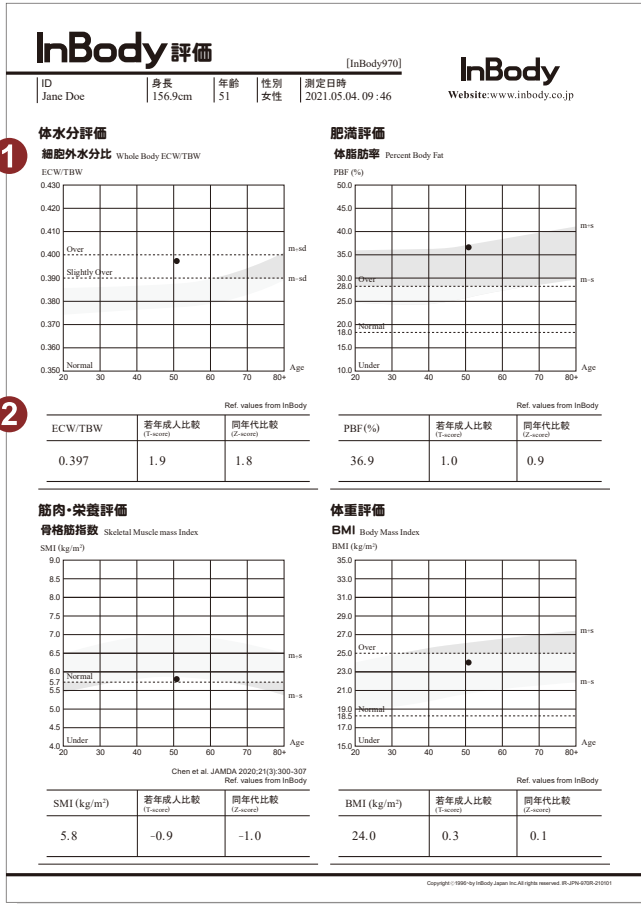 InBody評価
[InBody970]
InBody
Website:www.inbody.co.jp
ID 身長 年齢 性別 測定日時
Jane Doe 156.9cm 51 女性 2021.05.04. 09:46
1
体水分評価
細胞外水分比 Whole Body ECW/TBW
ECW/TBW
0.430
0.420
0.410
0.400 Over m+sd
0.390 Slightly Over m-sd
0.380
0.370
0.360
0.350 Normal Age
20 30 40 50 60 70 80+
Ref. values from InBody
2
ECW/TBW 若年成人比較 同年代比較
(T-score) (Z-score)
0.397 1.9 1.8
肥満評価
体脂肪率 Percent Body Fat
PBF (%)
50.0
45.0
40.0 m+s
35.0
30.0 m-s
28.0 Over
25.0
20.0
18.0 Normal
15.0
10.0 Under Age
20 30 40 50 60 70 80+
Ref. values from InBody
PBF(%) 若年成人比較 同年代比較
(T-score) (Z-score)
36.9 1.0 0.9
筋肉・栄養評価
骨格筋指数 Skeletal Muscle mass Index
SMI (kg/m²)
9.0
8.5
8.0
7.5
7.0
6.5 m+s
6.0
5.7 Normal
5.5 m-s
5.0
4.5
4.0 Under Age
20 30 40 50 60 70 80+
Chen et al. JAMDA 2020;21(3):300-307
Ref. values from InBody
SMI (kg/m²) 若年成人比較 同年代比較
(T-score) (Z-score)
5.8 -0.9 -1.0
体重評価
BMI Body Mass Index
BMI (kg/m²)
35.0
33.0
31.0
29.0
27.0 m+s
25.0 Over
23.0
21.0 m-s
19.0
18.5 Normal
17.0
15.0 Under Age
20 30 40 50 60 70 80+
Ref. values from InBody
BMI (kg/m²) 若年成人比較 同年代比較
(T-score) (Z-score)
24.0 0.3 0.1
Copyright ©1996~by InBody Japan Inc. All rights reserved. IR-JPN-970R-210101